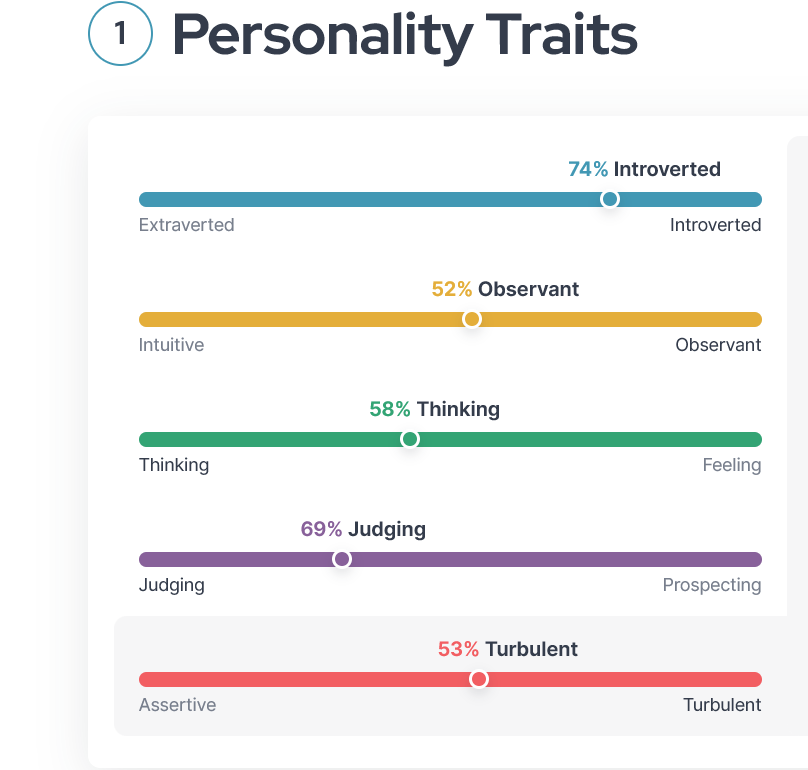 1 Personality Traits
74% Introverted
Extraverted Introverted
52% Observant
Intuitive Observant
58% Thinking
Thinking Feeling
69% Judging
Judging Prospecting
53% Turbulent
Assertive Turbulent